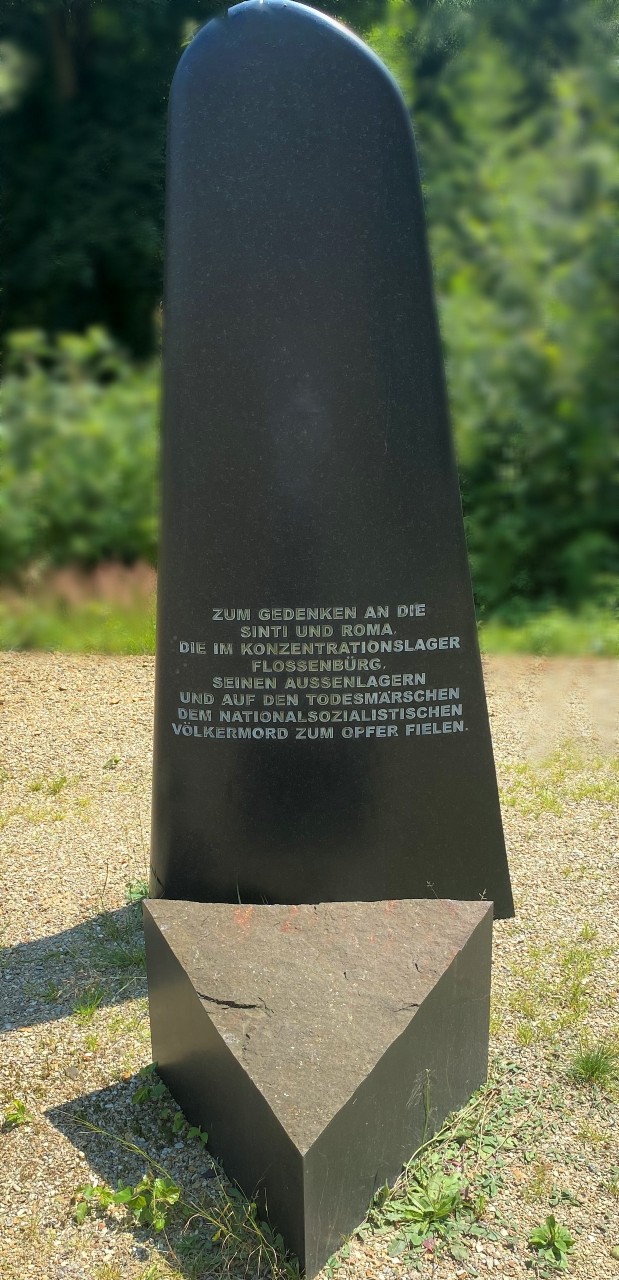 ZUM GEDENKEN AN DIE
SINTI UND ROMA,
DIE IM KONZENTRATIONSLAGER
FLOSSENBÜRG,
SEINEN AUSSENLAGERN
UND AUF DEN TODESMÄRSCHEN
DEM NATIONALSOZIALISTISCHEN
VÖLKERMORD ZUM OPFER FIELEN.